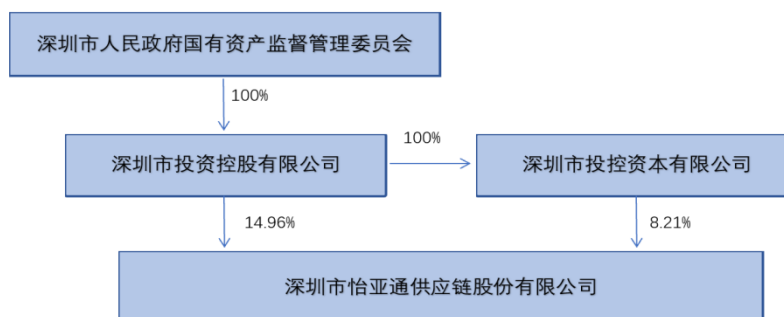 深圳市人民政府国有资产监督管理委员会
100%
100%
深圳市投资控股有限公司
深圳市投控资本有限公司
14.96%
8.21%
深圳市怡亚通供应链股份有限公司